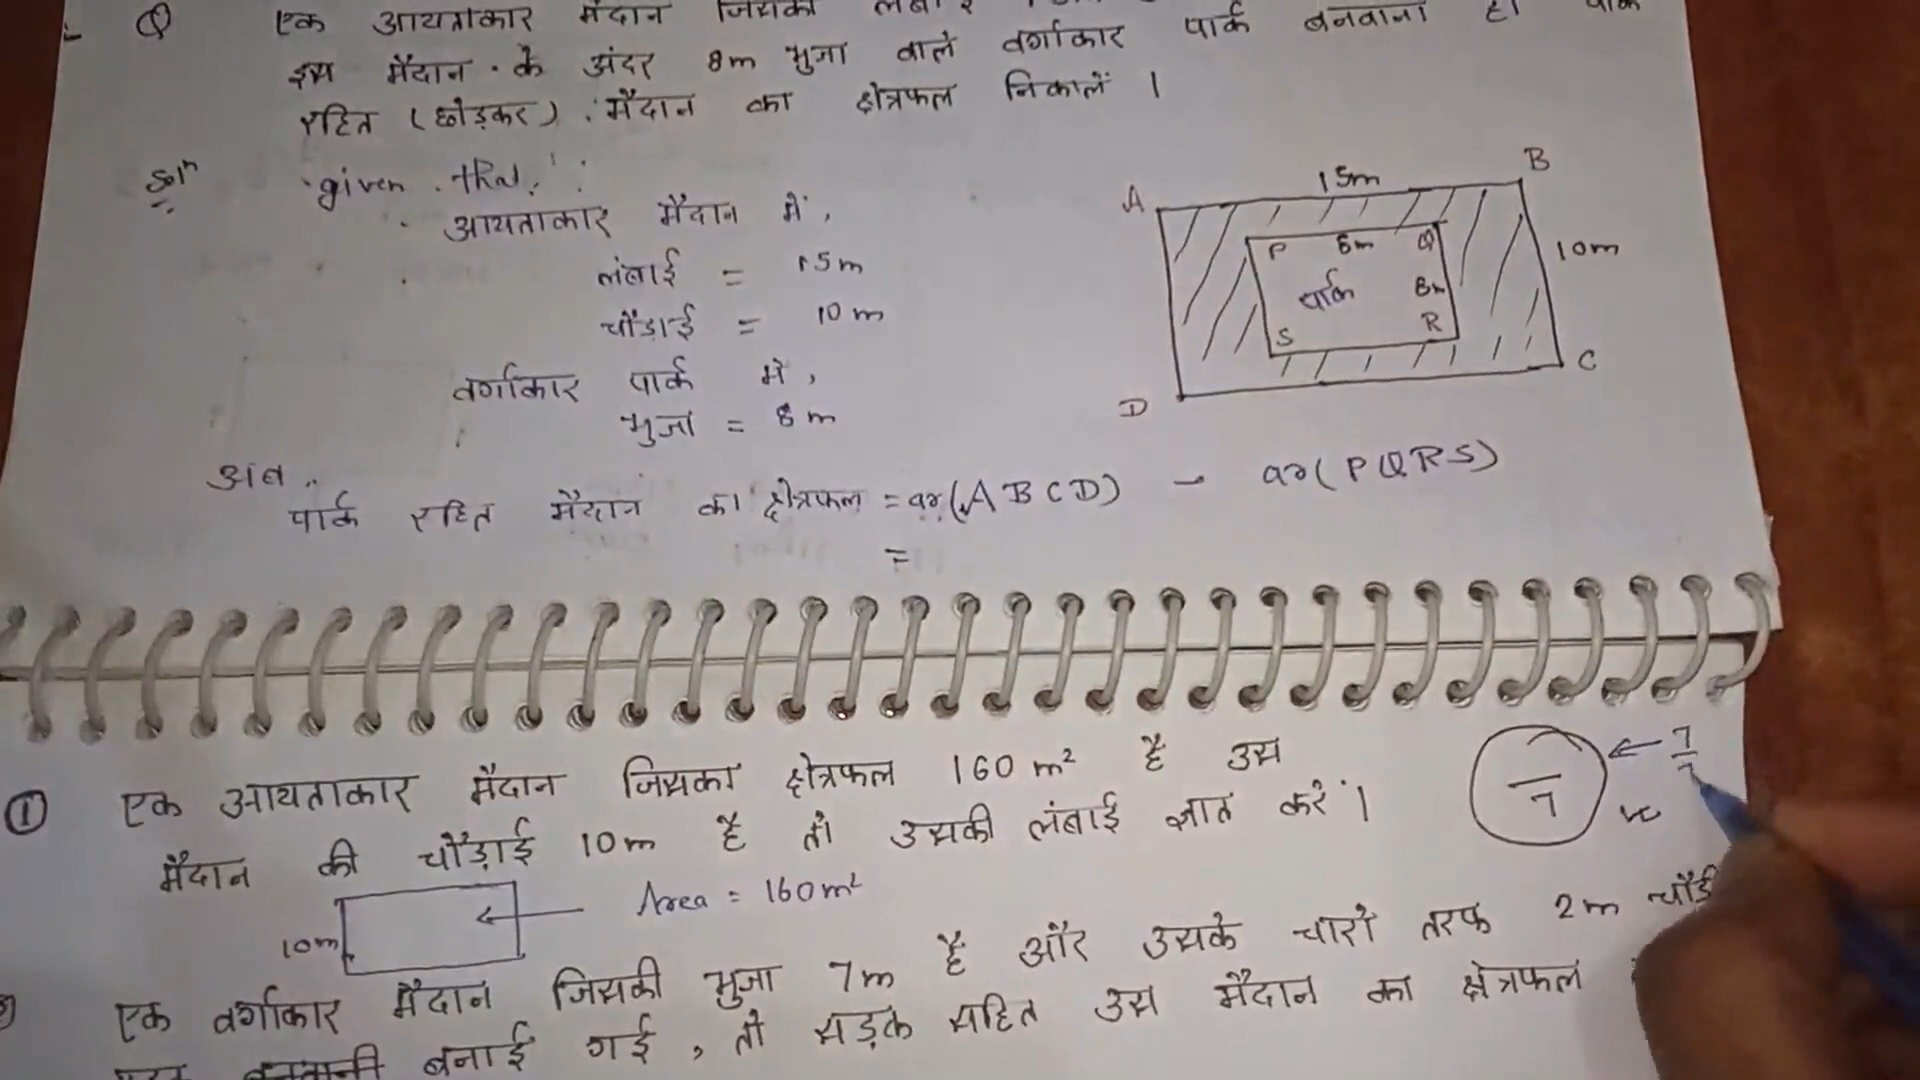 Q एक आयताकार मैदान जिसकी
इस मैदान के अंदर 8m भुजा वाले वर्गाकार पार्क बनवाना है। पार्क
रहित (छोड़कर) मैदान का क्षेत्रफल निकालें।
Solⁿ given that,
आयताकार मैदान में,
लंबाई = 15m
चौड़ाई = 10m
वर्गाकार पार्क में,
भुजा = 8m
A 15m B
P 8m Q 10m
पार्क 8m
S R
D C
अब,
पार्क रहित मैदान का क्षेत्रफल = ar(ABCD) - ar(PQRS)
=
① एक आयताकार मैदान जिसका क्षेत्रफल 160 m² है उस
मैदान की चौड़ाई 10m है तो उसकी लंबाई ज्ञात करें।
7
7
10m Area = 160m²
एक वर्गाकार मैदान जिसकी भुजा 7m है और उसके चारों तरफ 2m
बनाई गई, तो सड़क सहित उस मैदान का क्षेत्रफल